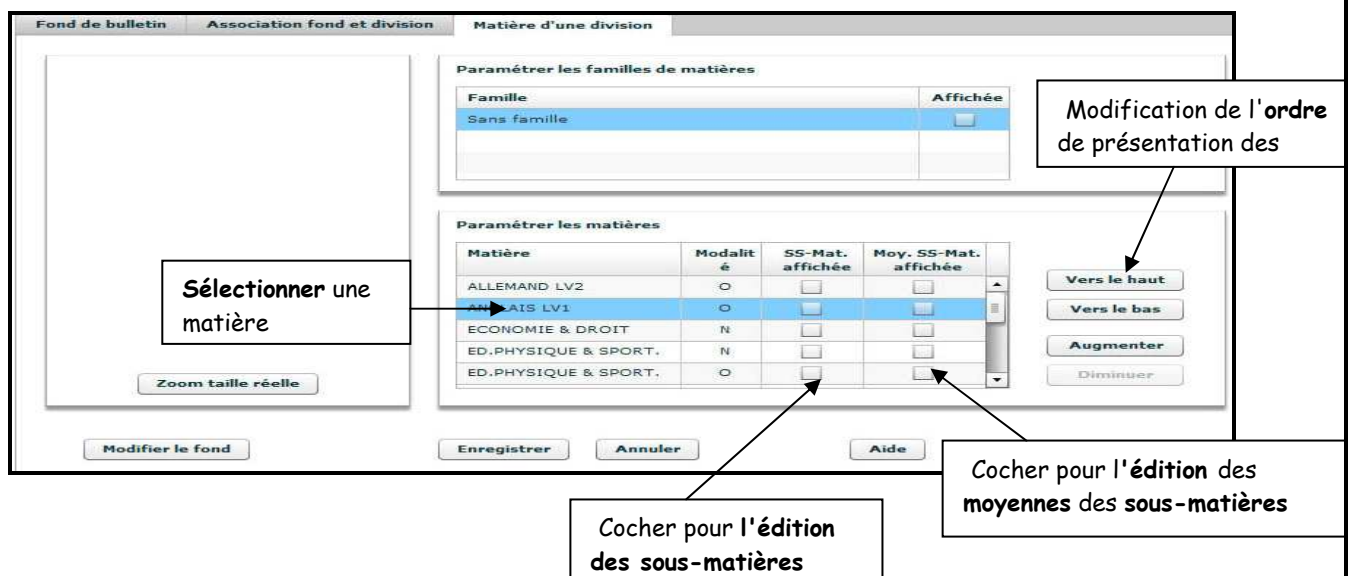 Fond de bulletin Association fond et division Matière d'une division
Paramétrer les familles de matières
Famille Affichée
Sans famille
Modification de l'ordre
de présentation des
Paramétrer les matières
Matière Modalit é SS-Mat. affichée Moy. SS-Mat. affichée
ALLEMAND LV2 O
ANGLAIS LV1 O
ECONOMIE & DROIT N
ED.PHYSIQUE & SPORT. N
ED.PHYSIQUE & SPORT. O
Vers le haut
Vers le bas
Augmenter
Diminuer
Sélectionner une
matière
Zoom taille réelle
Modifier le fond Enregistrer Annuler Aide
Cocher pour l'édition des
moyennes des sous-matières
Cocher pour l'édition
des sous-matières